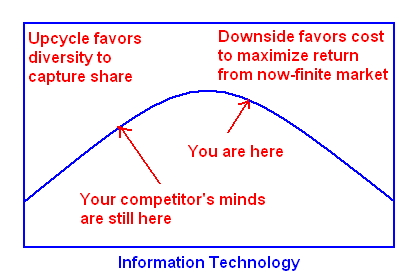 Upcycle favors
diversity to
capture share
Downside favors cost
to maximize return
from now-finite market
You are here
Your competitor's minds
are still here
Information Technology